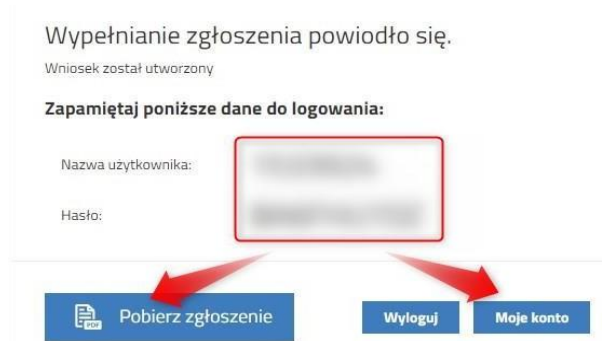 Wypełnianie zgłoszenia powiodło się.
Wniosek został utworzony
Zapamiętaj poniższe dane do logowania:
Nazwa użytkownika:
Hasło:
PDF
Pobierz zgłoszenie
Wyloguj
Moje konto